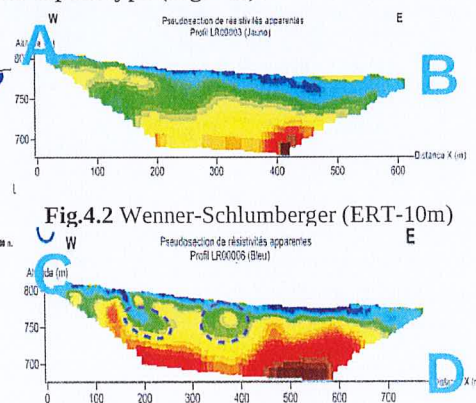 W Pseudosection de résistivités apparentes E
Profil LR00003 (Jaune)
A
B
800
750
700
Distance X (m)
0 100 200 300 400 500 600
Fig.4.2 Wenner-Schlumberger (ERT-10m)
W Pseudosection de résistivités apparentes E
Profil LR00006 (Bleu)
C
(m)
800
750
700
D
0 100 200 300 400 500 600 700